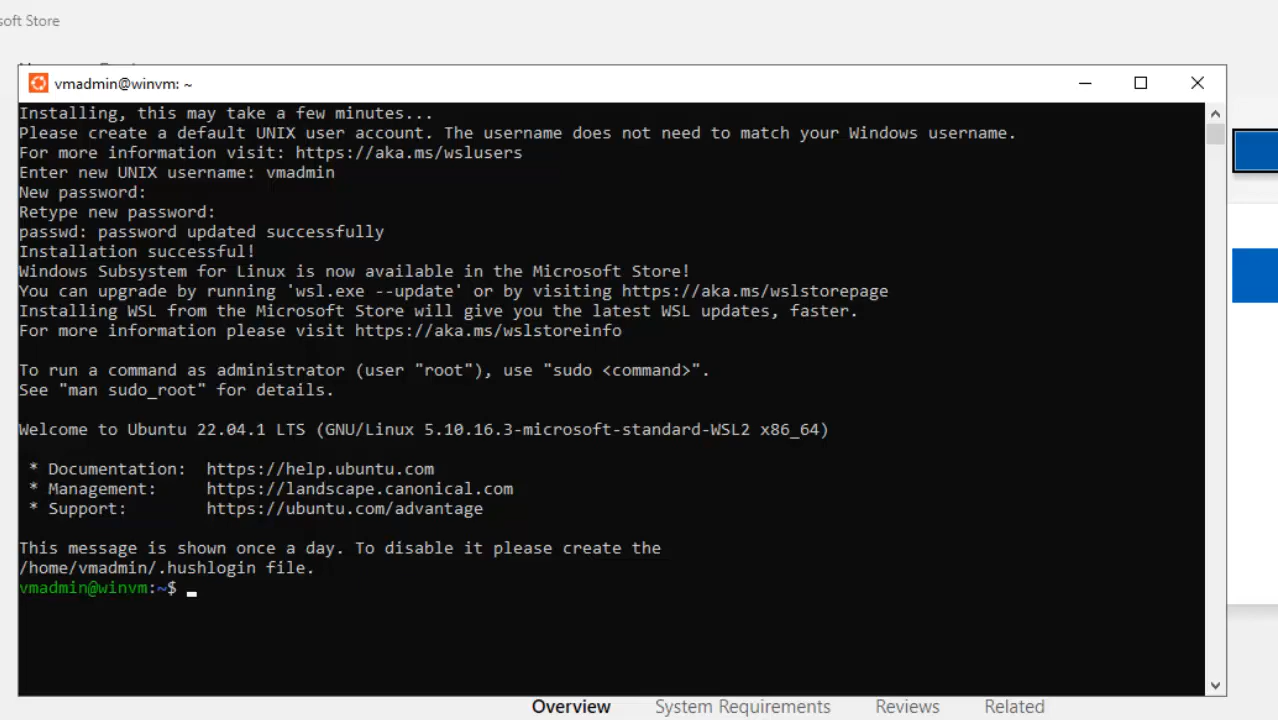 soft Store
vmadmin@winvm: ~
Installing, this may take a few minutes...
Please create a default UNIX user account. The username does not need to match your Windows username.
For more information visit: https://aka.ms/wslusers
Enter new UNIX username: vmadmin
New password:
Retype new password:
passwd: password updated successfully
Installation successful!
Windows Subsystem for Linux is now available in the Microsoft Store!
You can upgrade by running 'wsl.exe --update' or by visiting https://aka.ms/wslstorepage
Installing WSL from the Microsoft Store will give you the latest WSL updates, faster.
For more information please visit https://aka.ms/wslstoreinfo
To run a command as administrator (user "root"), use "sudo <command>".
See "man sudo_root" for details.
Welcome to Ubuntu 22.04.1 LTS (GNU/Linux 5.10.16.3-microsoft-standard-WSL2 x86_64)
* Documentation: https://help.ubuntu.com
* Management: https://landscape.canonical.com
* Support: https://ubuntu.com/advantage
This message is shown once a day. To disable it please create the
/home/vmadmin/.hushlogin file.
vmadmin@winvm:~$
Overview System Requirements Reviews Related